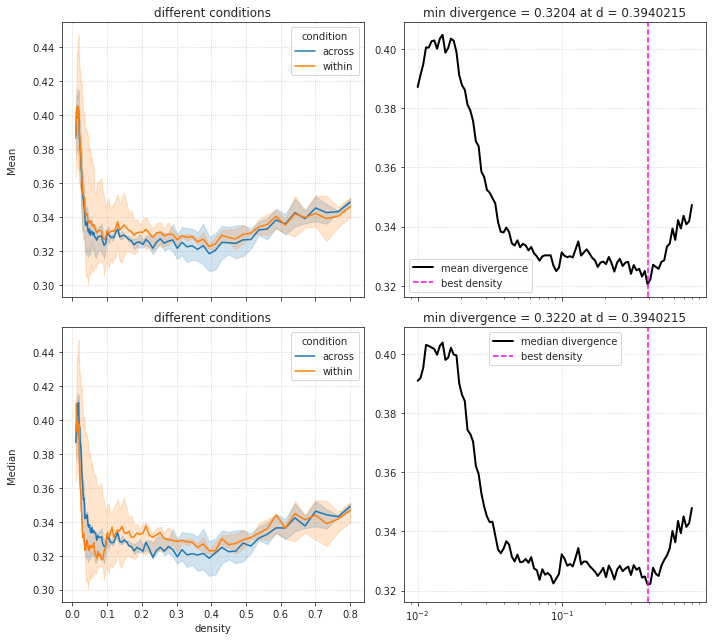 different conditions
Mean
0.44
0.42
0.40
0.38
0.36
0.34
0.32
0.30
condition
across
within
min divergence = 0.3204 at d = 0.3940215
0.40
0.38
0.36
0.34
0.32
mean divergence
best density
different conditions
Median
0.44
0.42
0.40
0.38
0.36
0.34
0.32
0.30
condition
across
within
0.0 0.1 0.2 0.3 0.4 0.5 0.6 0.7 0.8
density
min divergence = 0.3220 at d = 0.3940215
0.40
0.38
0.36
0.34
0.32
median divergence
best density
10⁻² 10⁻¹